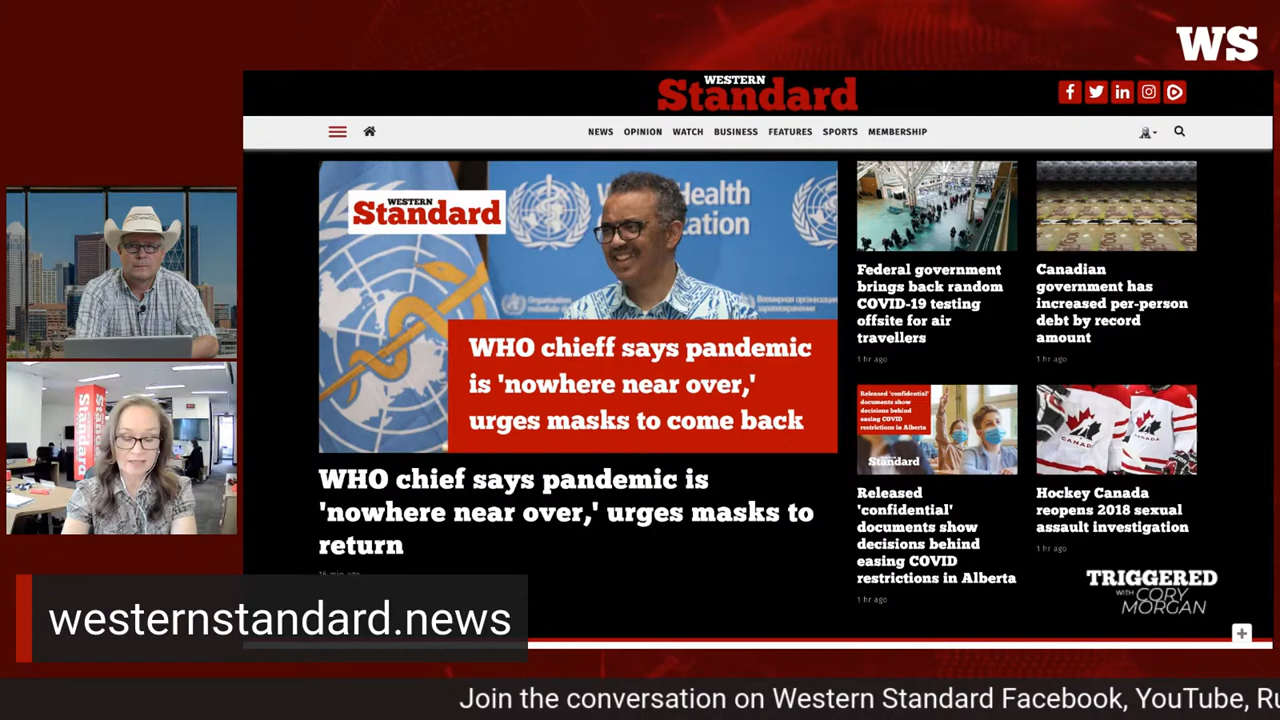 WS
WESTERN
Standard
NEWS OPINION WATCH BUSINESS FEATURES SPORTS MEMBERSHIP
WESTERN
Standard
WHO chieff says pandemic
is 'nowhere near over,'
urges masks to come back
WHO chief says pandemic is
'nowhere near over,' urges masks to
return
Federal government
brings back random
COVID-19 testing
offsite for air
travellers
1 hr ago
Canadian
government has
increased per-person
debt by record
amount
1 hr ago
Released 'confidential'
documents show
decisions behind
easing COVID
restrictions in Alberta
Standard
Released
'confidential'
documents show
decisions behind
easing COVID
restrictions in Alberta
1 hr ago
CANADA
CANADA
Hockey Canada
reopens 2018 sexual
assault investigation
1 hr ago
TRIGGERED
WITH CORY
MORGAN
Standard
Standard
westernstandard.news
Join the conversation on Western Standard Facebook, YouTube, Ru